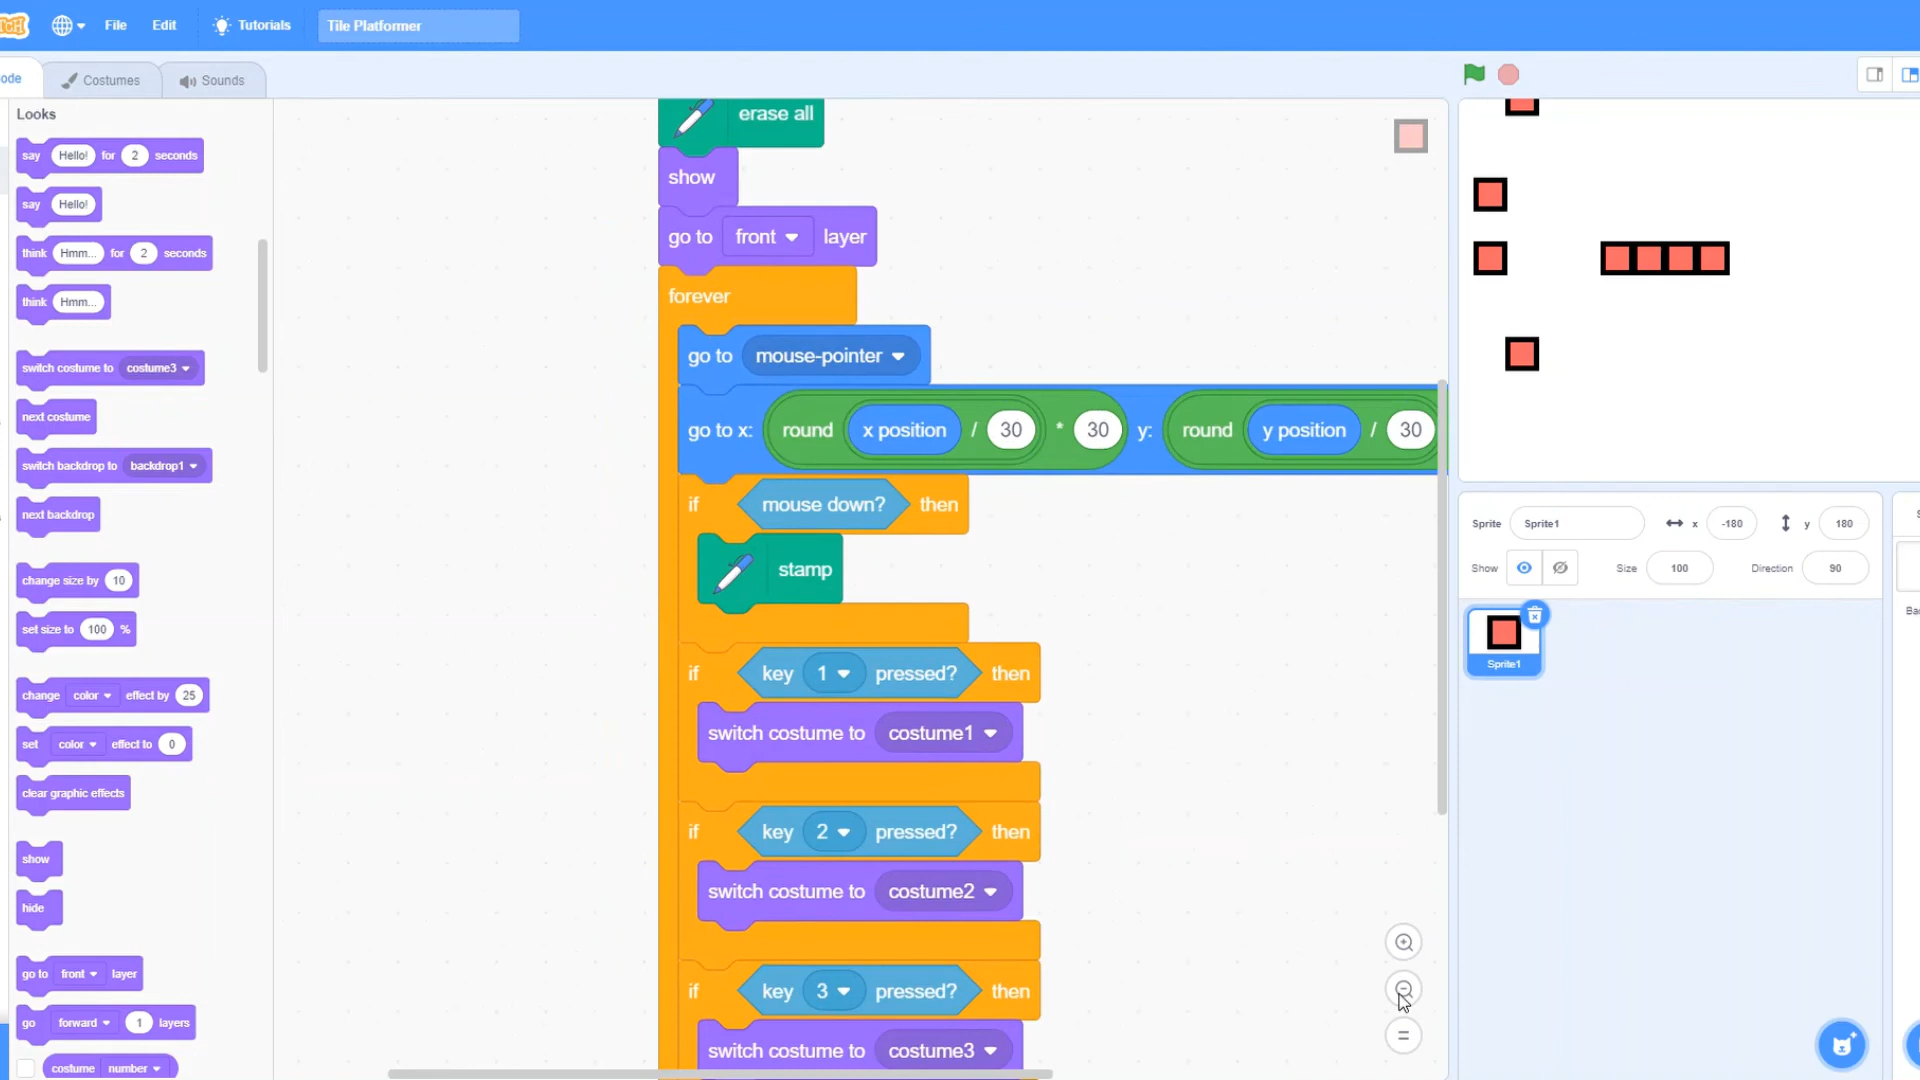 File Edit Tutorials Tile Platformer
Costumes Sounds
Looks
say Hello! for 2 seconds
say Hello!
think Hmm... for 2 seconds
think Hmm...
switch costume to costume3
next costume
switch backdrop to backdrop1
next backdrop
change size by 10
set size to 100 %
change color effect by 25
set color effect to 0
clear graphic effects
show
hide
go to front layer
go forward 1 layers
costume number
erase all
show
go to front layer
forever
go to mouse-pointer
go to x: round x position / 30 * 30 y: round y position / 30
if mouse down? then
stamp
if key 1 pressed? then
switch costume to costume1
if key 2 pressed? then
switch costume to costume2
if key 3 pressed? then
switch costume to costume3
Sprite Sprite1 x -180 y 180
Show Size 100 Direction 90
Sprite1